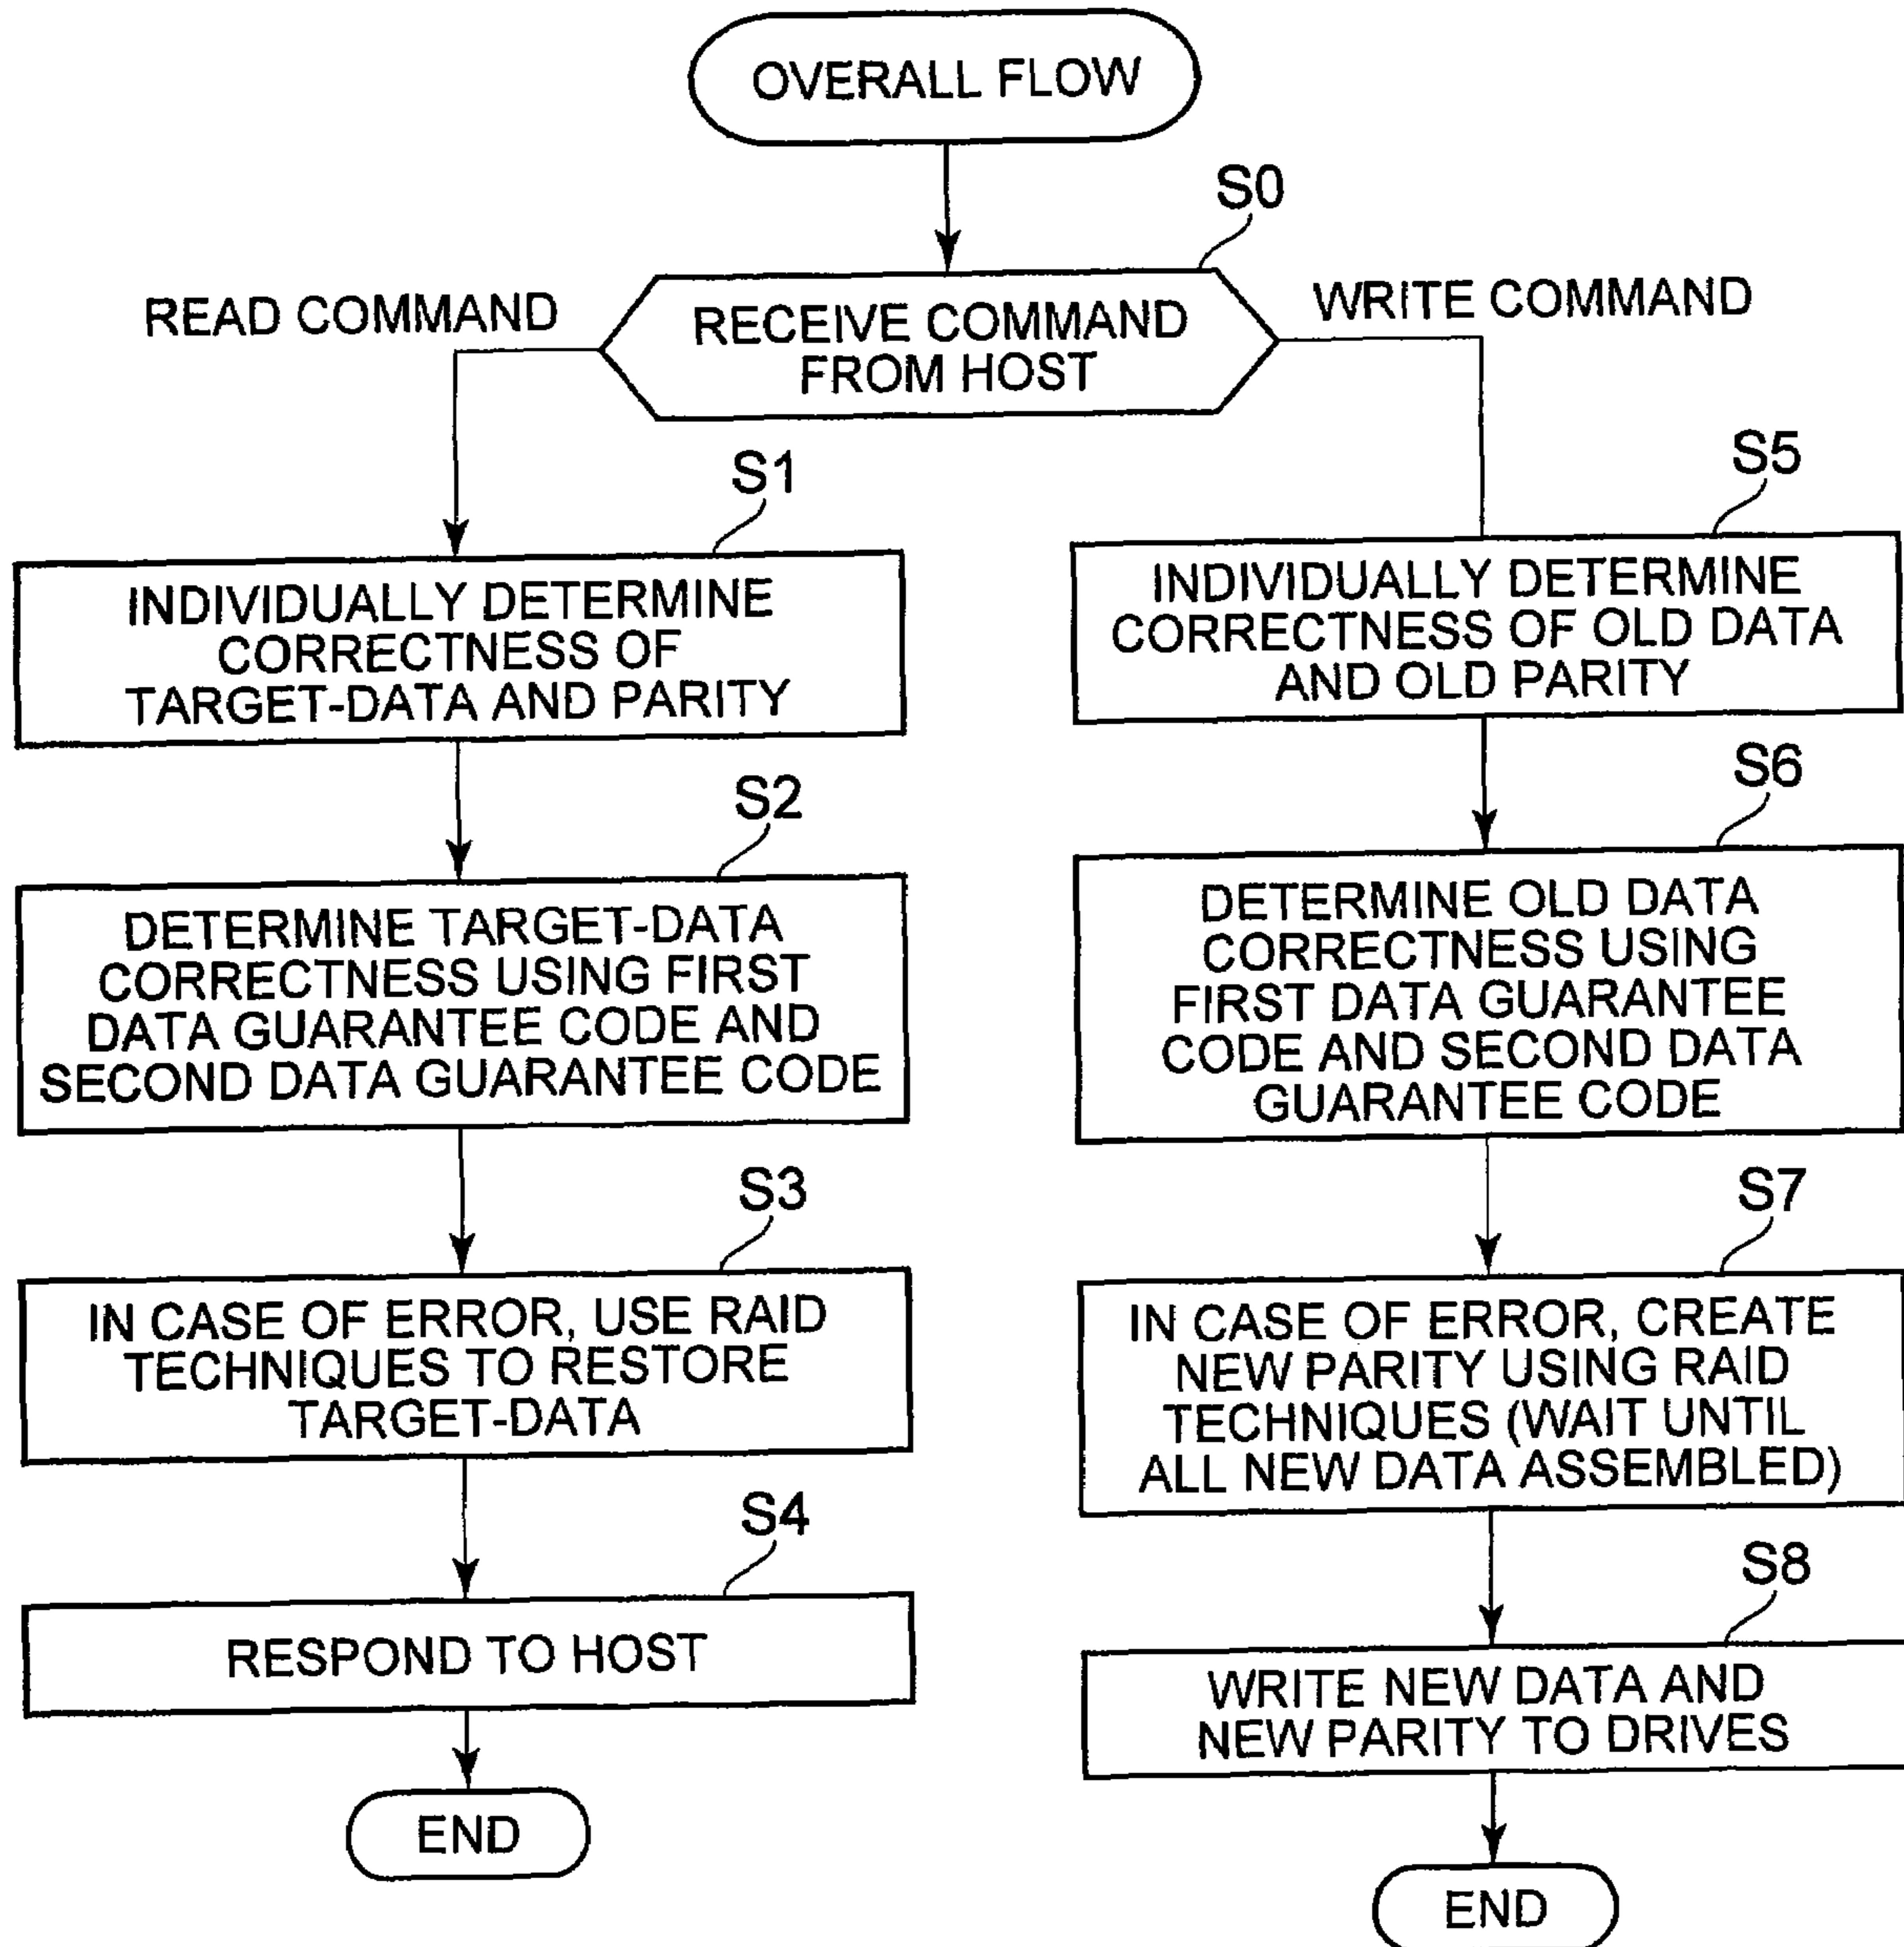 OVERALL FLOW
S0
RECEIVE COMMAND
FROM HOST
READ COMMAND
WRITE COMMAND
S1
INDIVIDUALLY DETERMINE
CORRECTNESS OF
TARGET-DATA AND PARITY
S2
DETERMINE TARGET-DATA
CORRECTNESS USING FIRST
DATA GUARANTEE CODE AND
SECOND DATA GUARANTEE CODE
S3
IN CASE OF ERROR, USE RAID
TECHNIQUES TO RESTORE
TARGET-DATA
S4
RESPOND TO HOST
END
S5
INDIVIDUALLY DETERMINE
CORRECTNESS OF OLD DATA
AND OLD PARITY
S6
DETERMINE OLD DATA
CORRECTNESS USING
FIRST DATA GUARANTEE
CODE AND SECOND DATA
GUARANTEE CODE
S7
IN CASE OF ERROR, CREATE
NEW PARITY USING RAID
TECHNIQUES (WAIT UNTIL
ALL NEW DATA ASSEMBLED)
S8
WRITE NEW DATA AND
NEW PARITY TO DRIVES
END